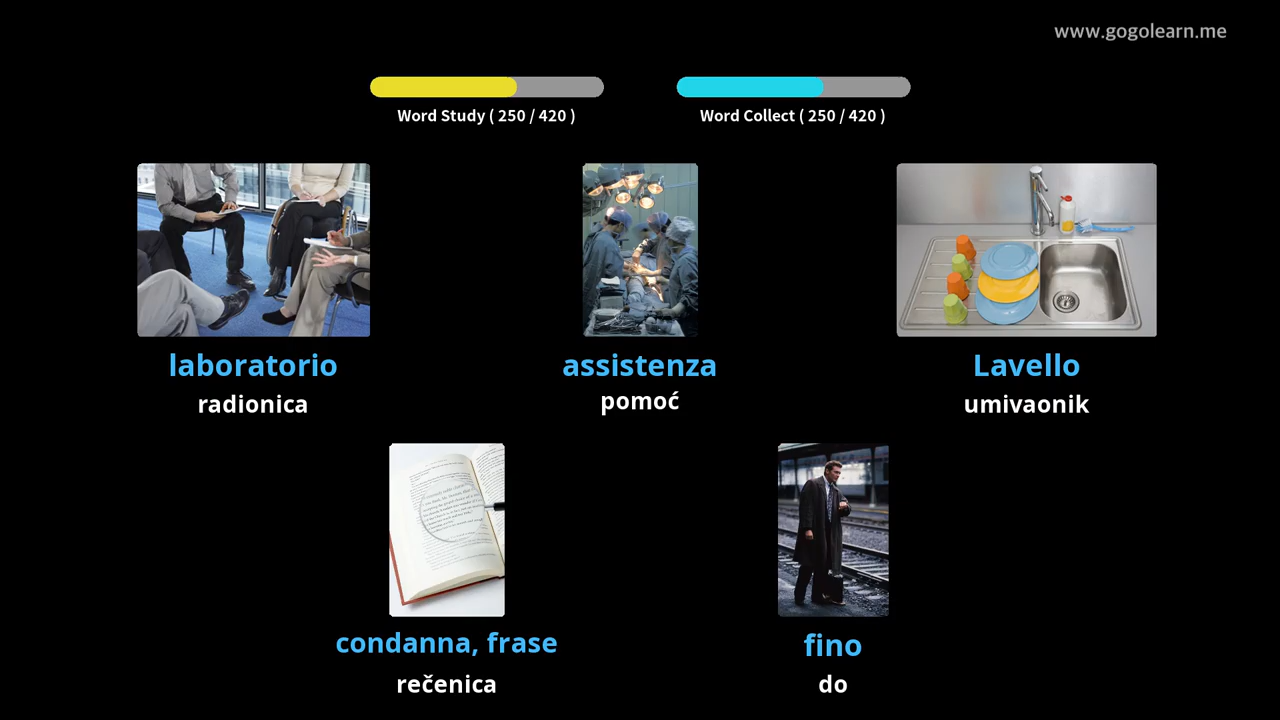 www.gogolearn.me
Word Study ( 250 / 420 )
Word Collect ( 250 / 420 )
laboratorio
radionica
assistenza
pomoć
Lavello
umivaonik
condanna, frase
rečenica
fino
do